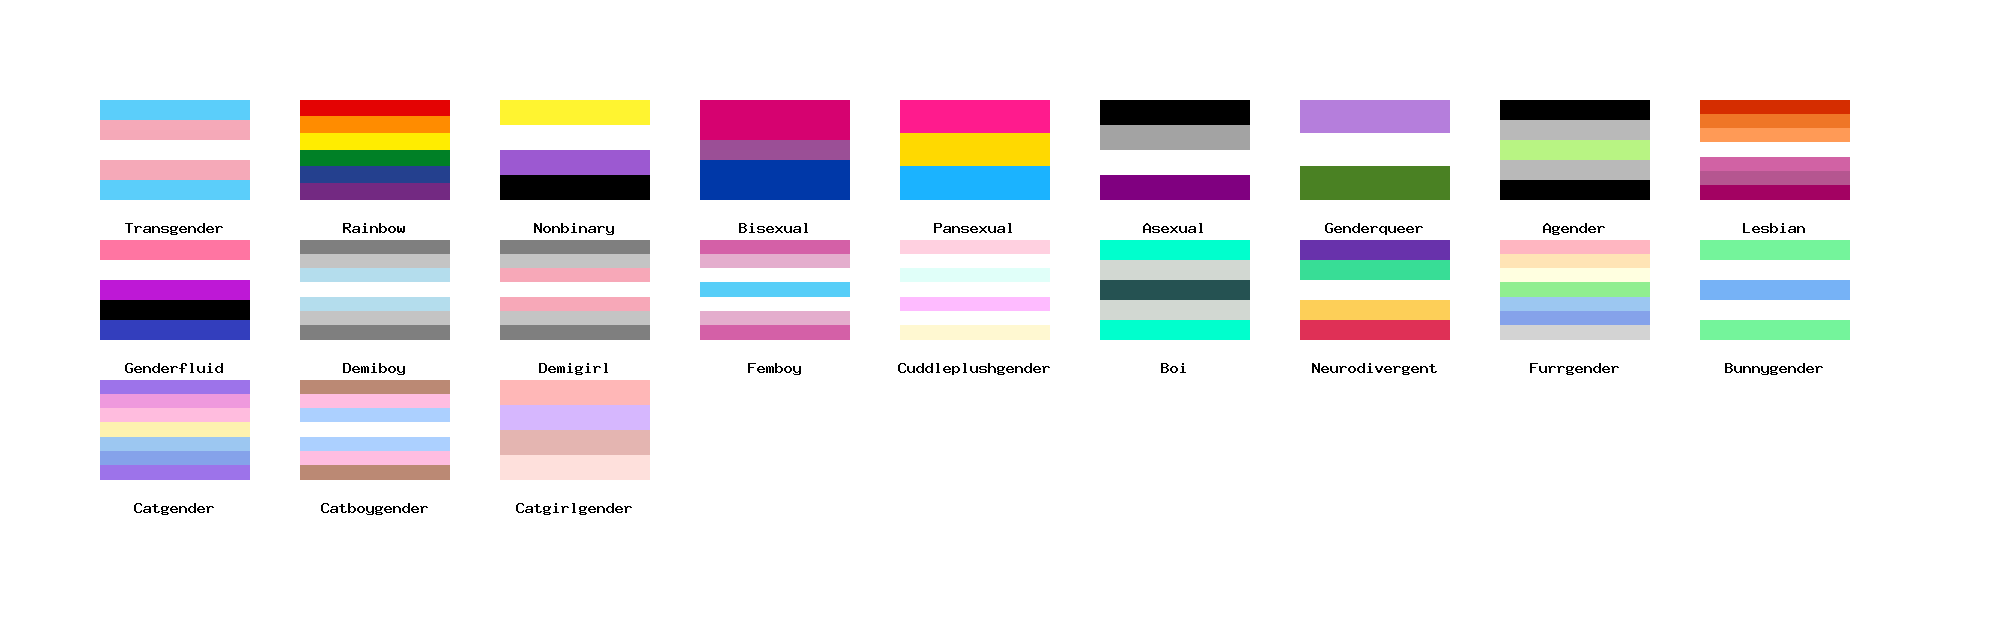 Transgender Rainbow Nonbinary Bisexual Pansexual Asexual Genderqueer Agender Lesbian
Genderfluid Demiboy Demigirl Femboy Cuddleplushgender Boi Neurodivergent Furrgender Bunnygender
Catgender Catboygender Catgirlgender